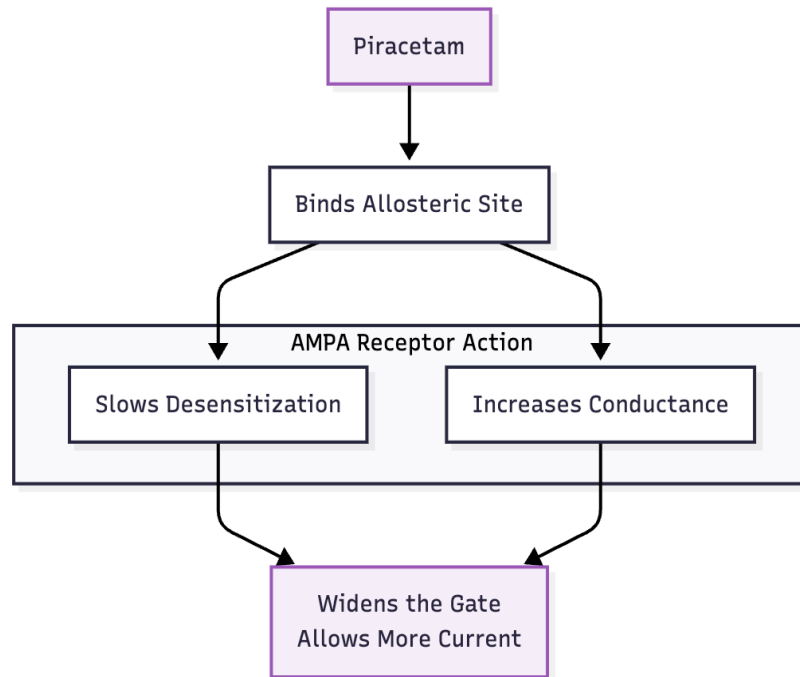 Piracetam
Binds Allosteric Site
AMPA Receptor Action
Slows Desensitization
Increases Conductance
Widens the Gate
Allows More Current